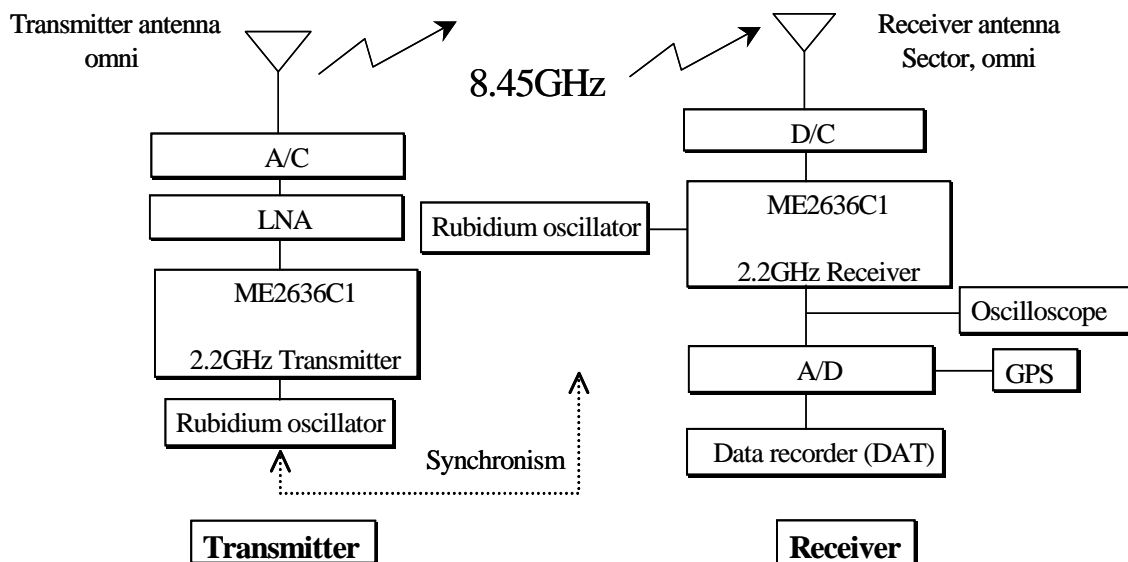 Transmitter antenna
omni
8.45GHz
Receiver antenna
Sector, omni
A/C
LNA
ME2636C1
2.2GHz Transmitter
Rubidium oscillator
Synchronism
Transmitter
D/C
Rubidium oscillator
ME2636C1
2.2GHz Receiver
Oscilloscope
A/D
GPS
Data recorder (DAT)
Receiver